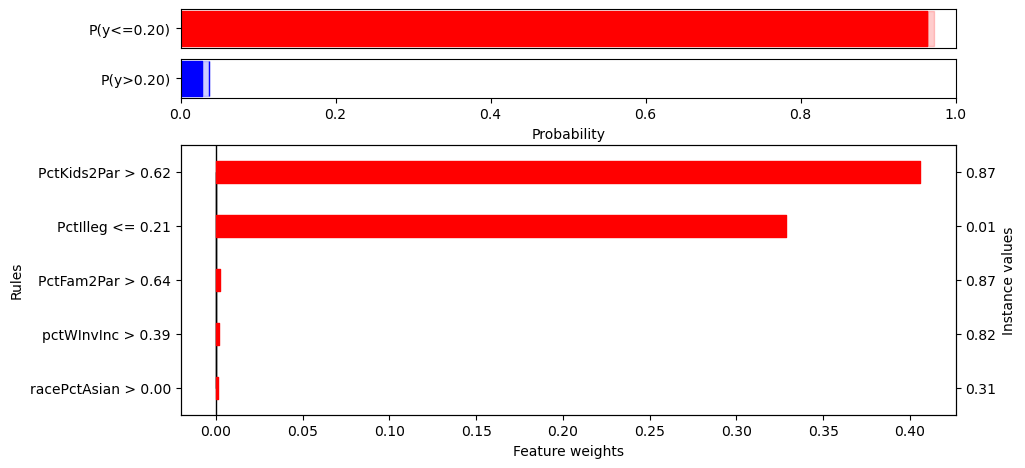 P(y<=0.20)
P(y>0.20)
0.0 0.2 0.4 0.6 0.8 1.0
Probability
PctKids2Par > 0.62 0.87
PctIlleg <= 0.21 0.01
PctFam2Par > 0.64 0.87
pctWInvInc > 0.39 0.82
racePctAsian > 0.00 0.31
Rules
Instance values
0.00 0.05 0.10 0.15 0.20 0.25 0.30 0.35 0.40
Feature weights